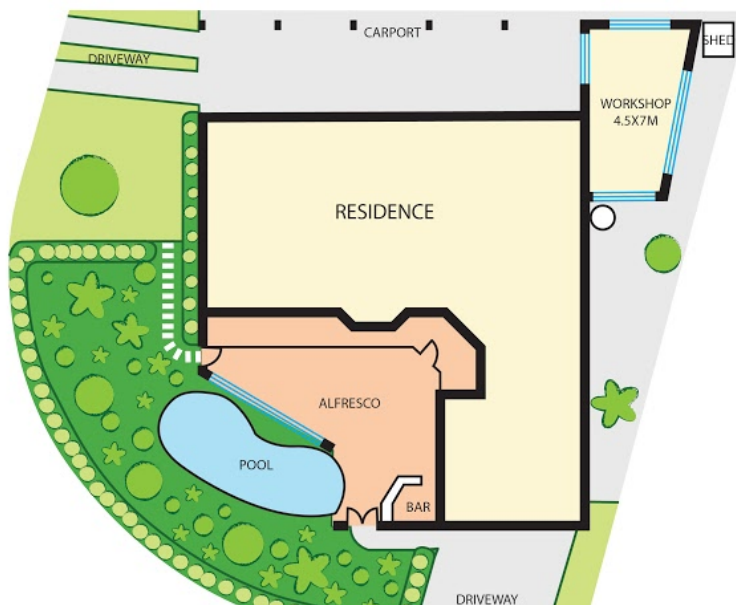 CARPORT
SHED
DRIVEWAY
WORKSHOP
4.5X7M
RESIDENCE
ALFRESCO
POOL
BAR
DRIVEWAY